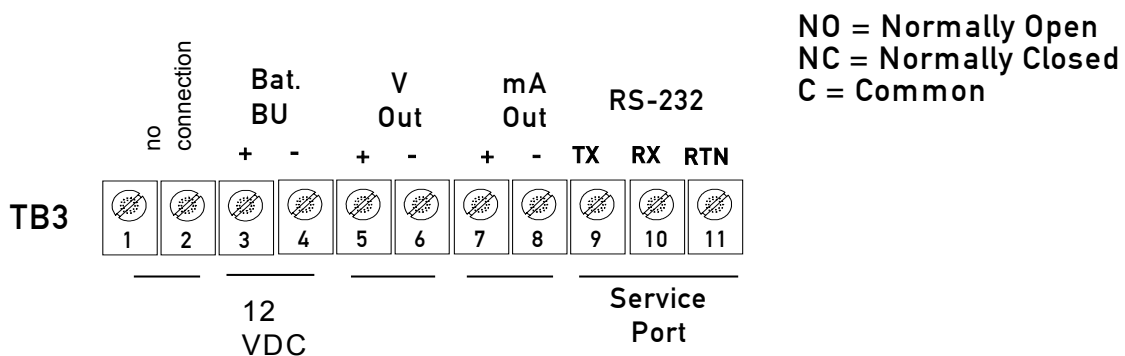 NO = Normally Open
NC = Normally Closed
C = Common
no
connection
Bat.
BU
V
Out
mA
Out
RS-232
+ - + - + - TX RX RTN
TB3
1 2 3 4 5 6 7 8 9 10 11
12
VDC
Service
Port